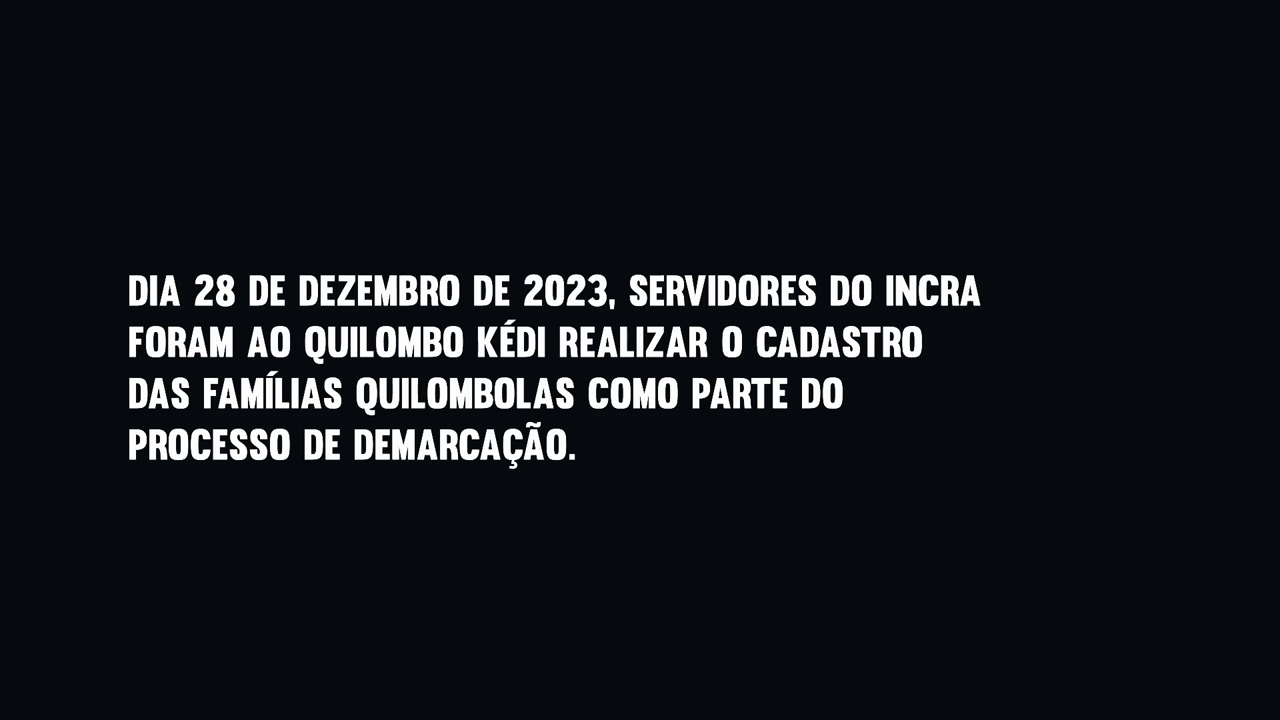 DIA 28 DE DEZEMBRO DE 2023, SERVIDORES DO INCRA
FORAM AO QUILOMBO KÉDI REALIZAR O CADASTRO
DAS FAMÍLIAS QUILOMBOLAS COMO PARTE DO
PROCESSO DE DEMARCAÇÃO.